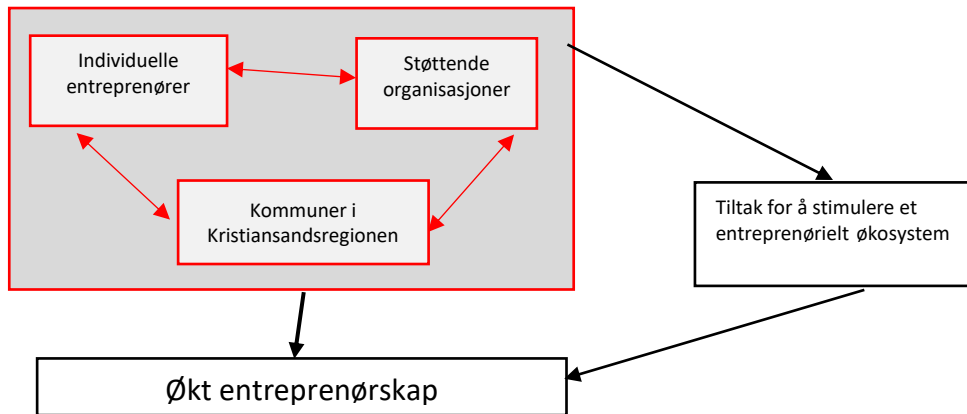 Individuelle
entreprenører
Støttende
organisasjoner
Kommuner i
Kristiansandsregionen
Tiltak for å stimulere et
entreprenørielt økosystem
Økt entreprenørskap